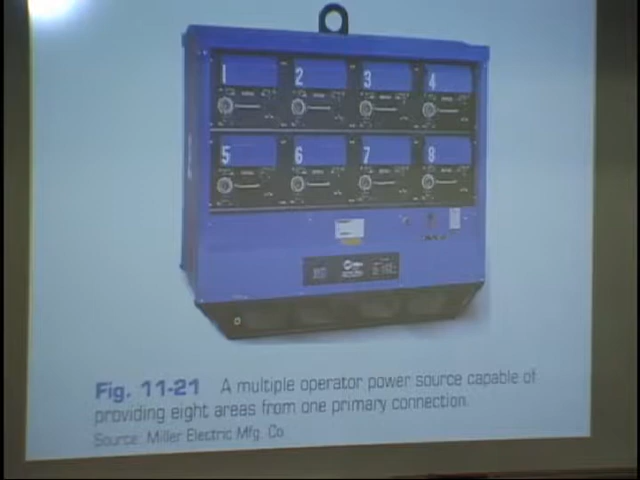 1 2 3 4
5 6 7 8
Fig. 11-21 A multiple operator power source capable of
providing eight areas from one primary connection.
Source: Miller Electric Mfg. Co.